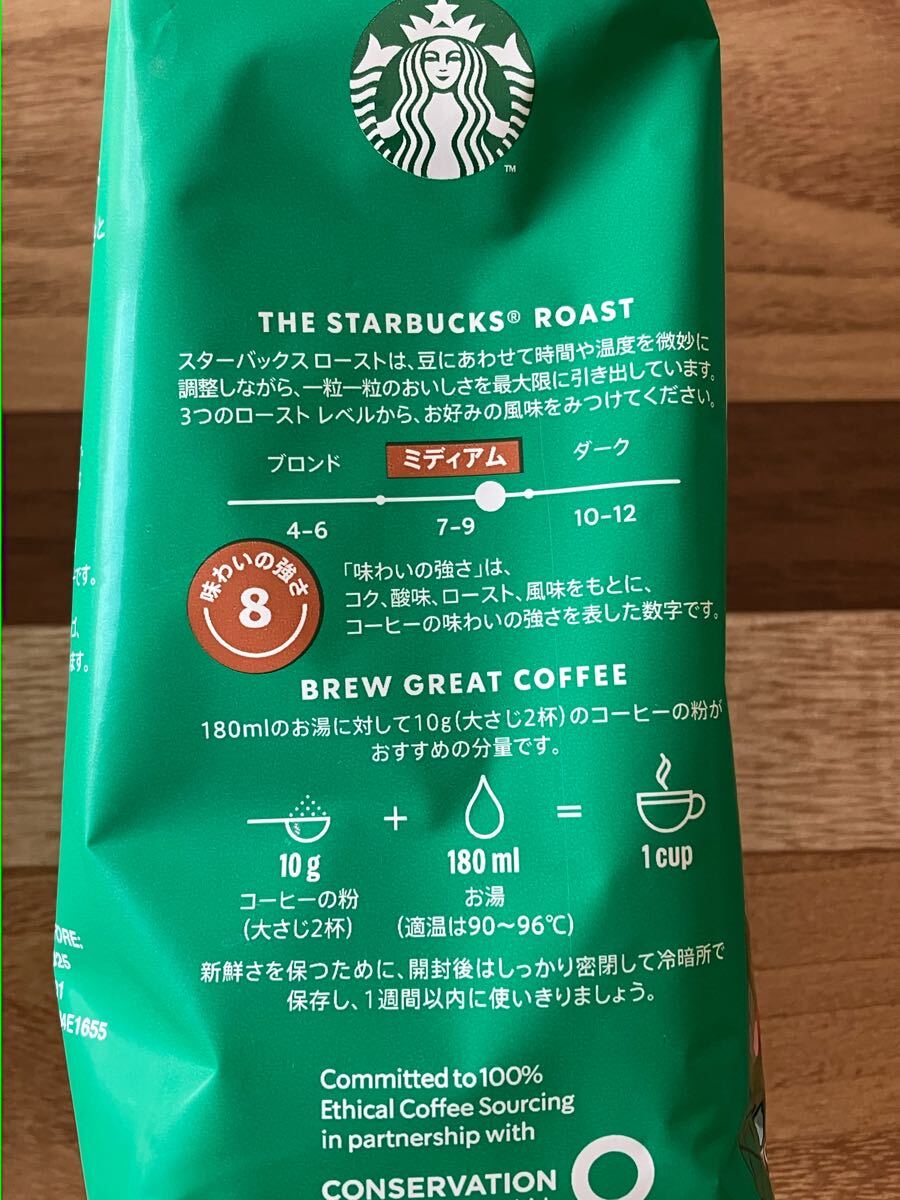 TM
THE STARBUCKS® ROAST
スターバックス ローストは、豆にあわせて時間や温度を微妙に
調整しながら、一粒一粒のおいしさを最大限に引き出しています。
3つのロースト レベルから、お好みの風味をみつけてください。
ブロンド ミディアム ダーク
4-6 7-9 10-12
味わいの強さ
8
「味わいの強さ」は、
コク、酸味、ロースト、風味をもとに、
コーヒーの味わいの強さを表した数字です。
BREW GREAT COFFEE
180mlのお湯に対して10g(大さじ2杯)のコーヒーの粉が
おすすめの分量です。
+ =
10 g 180 ml 1 cup
コーヒーの粉 お湯
(大さじ2杯) (適温は90〜96℃)
新鮮さを保つために、開封後はしっかり密閉して冷暗所で
保存し、1週間以内に使いきりましょう。
Committed to 100%
Ethical Coffee Sourcing
in partnership with
CONSERVATION